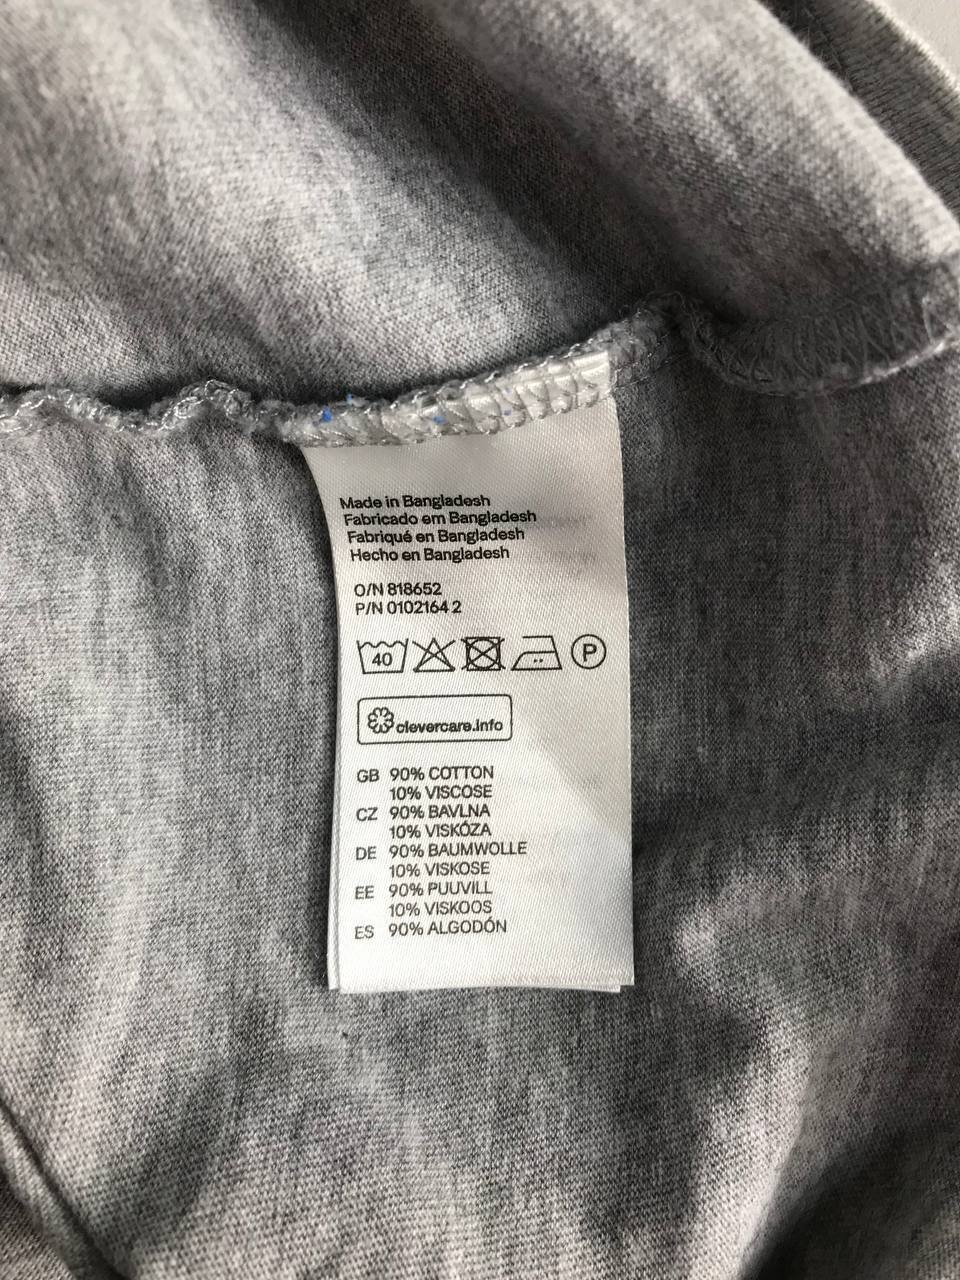 Made in Bangladesh
Fabricado em Bangladesh
Fabriqué en Bangladesh
Hecho en Bangladesh
O/N 818652
P/N 0102164 2
40 P
clevercare.info
GB 90% COTTON
10% VISCOSE
CZ 90% BAVLNA
10% VISKÓZA
DE 90% BAUMWOLLE
10% VISKOSE
EE 90% PUUVILL
10% VISKOOS
ES 90% ALGODÓN